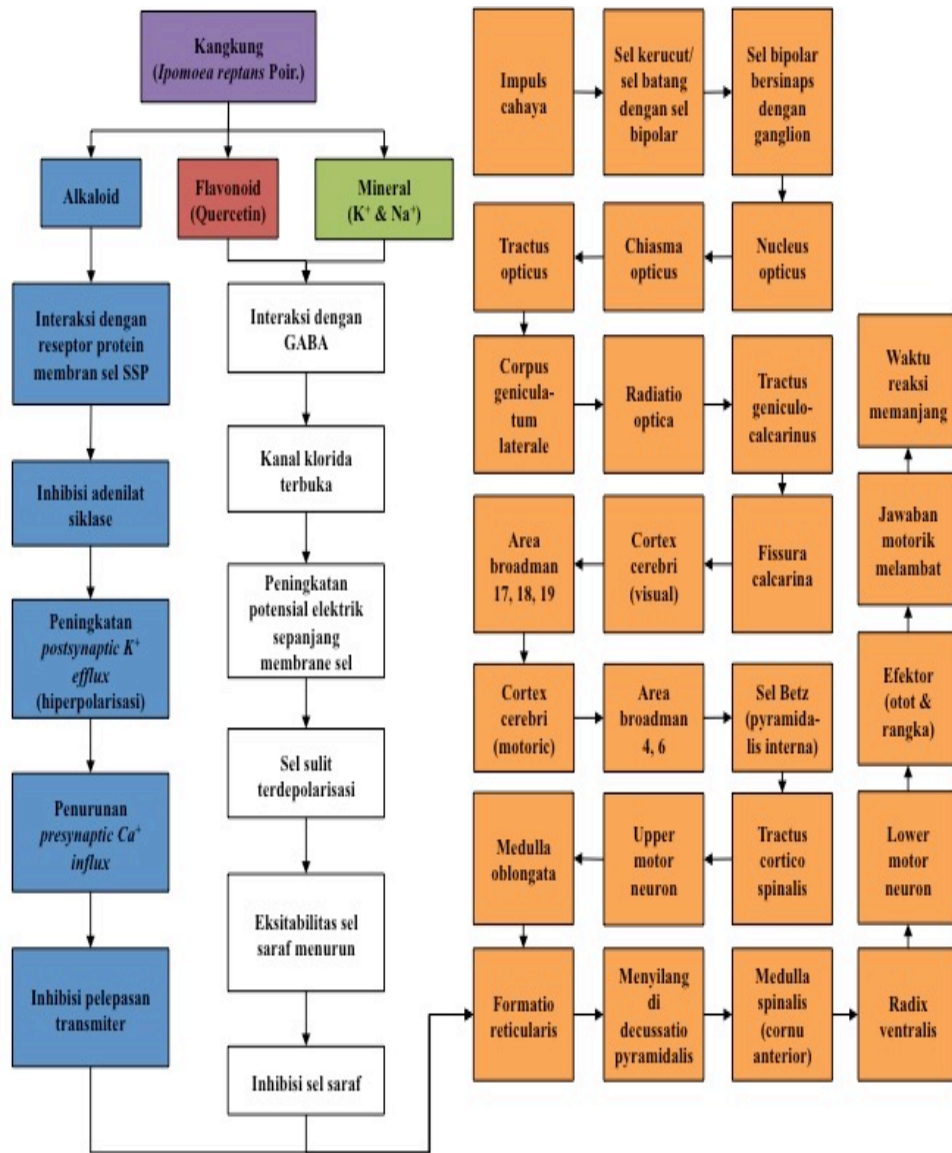 Kangkung
(Ipomoea reptans Poir.)
Alkaloid
Flavonoid
(Quercetin)
Mineral
(K⁺ & Na⁺)
Interaksi dengan
reseptor protein
membran sel SSP
Inhibisi adenilat
siklase
Peningkatan
postsynaptic K⁺
efflux
(hiperpolarisasi)
Penurunan
presynaptic Ca⁺
influx
Inhibisi pelepasan
transmiter
Interaksi dengan
GABA
Kanal klorida
terbuka
Peningkatan
potensial elektrik
sepanjang
membrane sel
Sel sulit
terdepolarisasi
Eksitabilitas sel
saraf menurun
Inhibisi sel saraf
Impuls
cahaya
Sel kerucut/
sel batang
dengan sel
bipolar
Sel bipolar
bersinaps
dengan
ganglion
Nucleus
opticus
Chiasma
opticus
Tractus
opticus
Corpus
genicula-
tum
laterale
Radiatio
optica
Tractus
geniculo-
calcarinus
Fissura
calcarina
Cortex
cerebri
(visual)
Area
broadman
17, 18, 19
Cortex
cerebri
(motoric)
Area
broadman
4, 6
Sel Betz
(pyramida-
lis interna)
Tractus
cortico
spinalis
Upper
motor
neuron
Medulla
oblongata
Formatio
reticularis
Menyilang
di
decussatio
pyramidalis
Medulla
spinalis
(cornu
anterior)
Radix
ventralis
Lower
motor
neuron
Efektor
(otot &
rangka)
Jawaban
motorik
melambat
Waktu
reaksi
memanjang